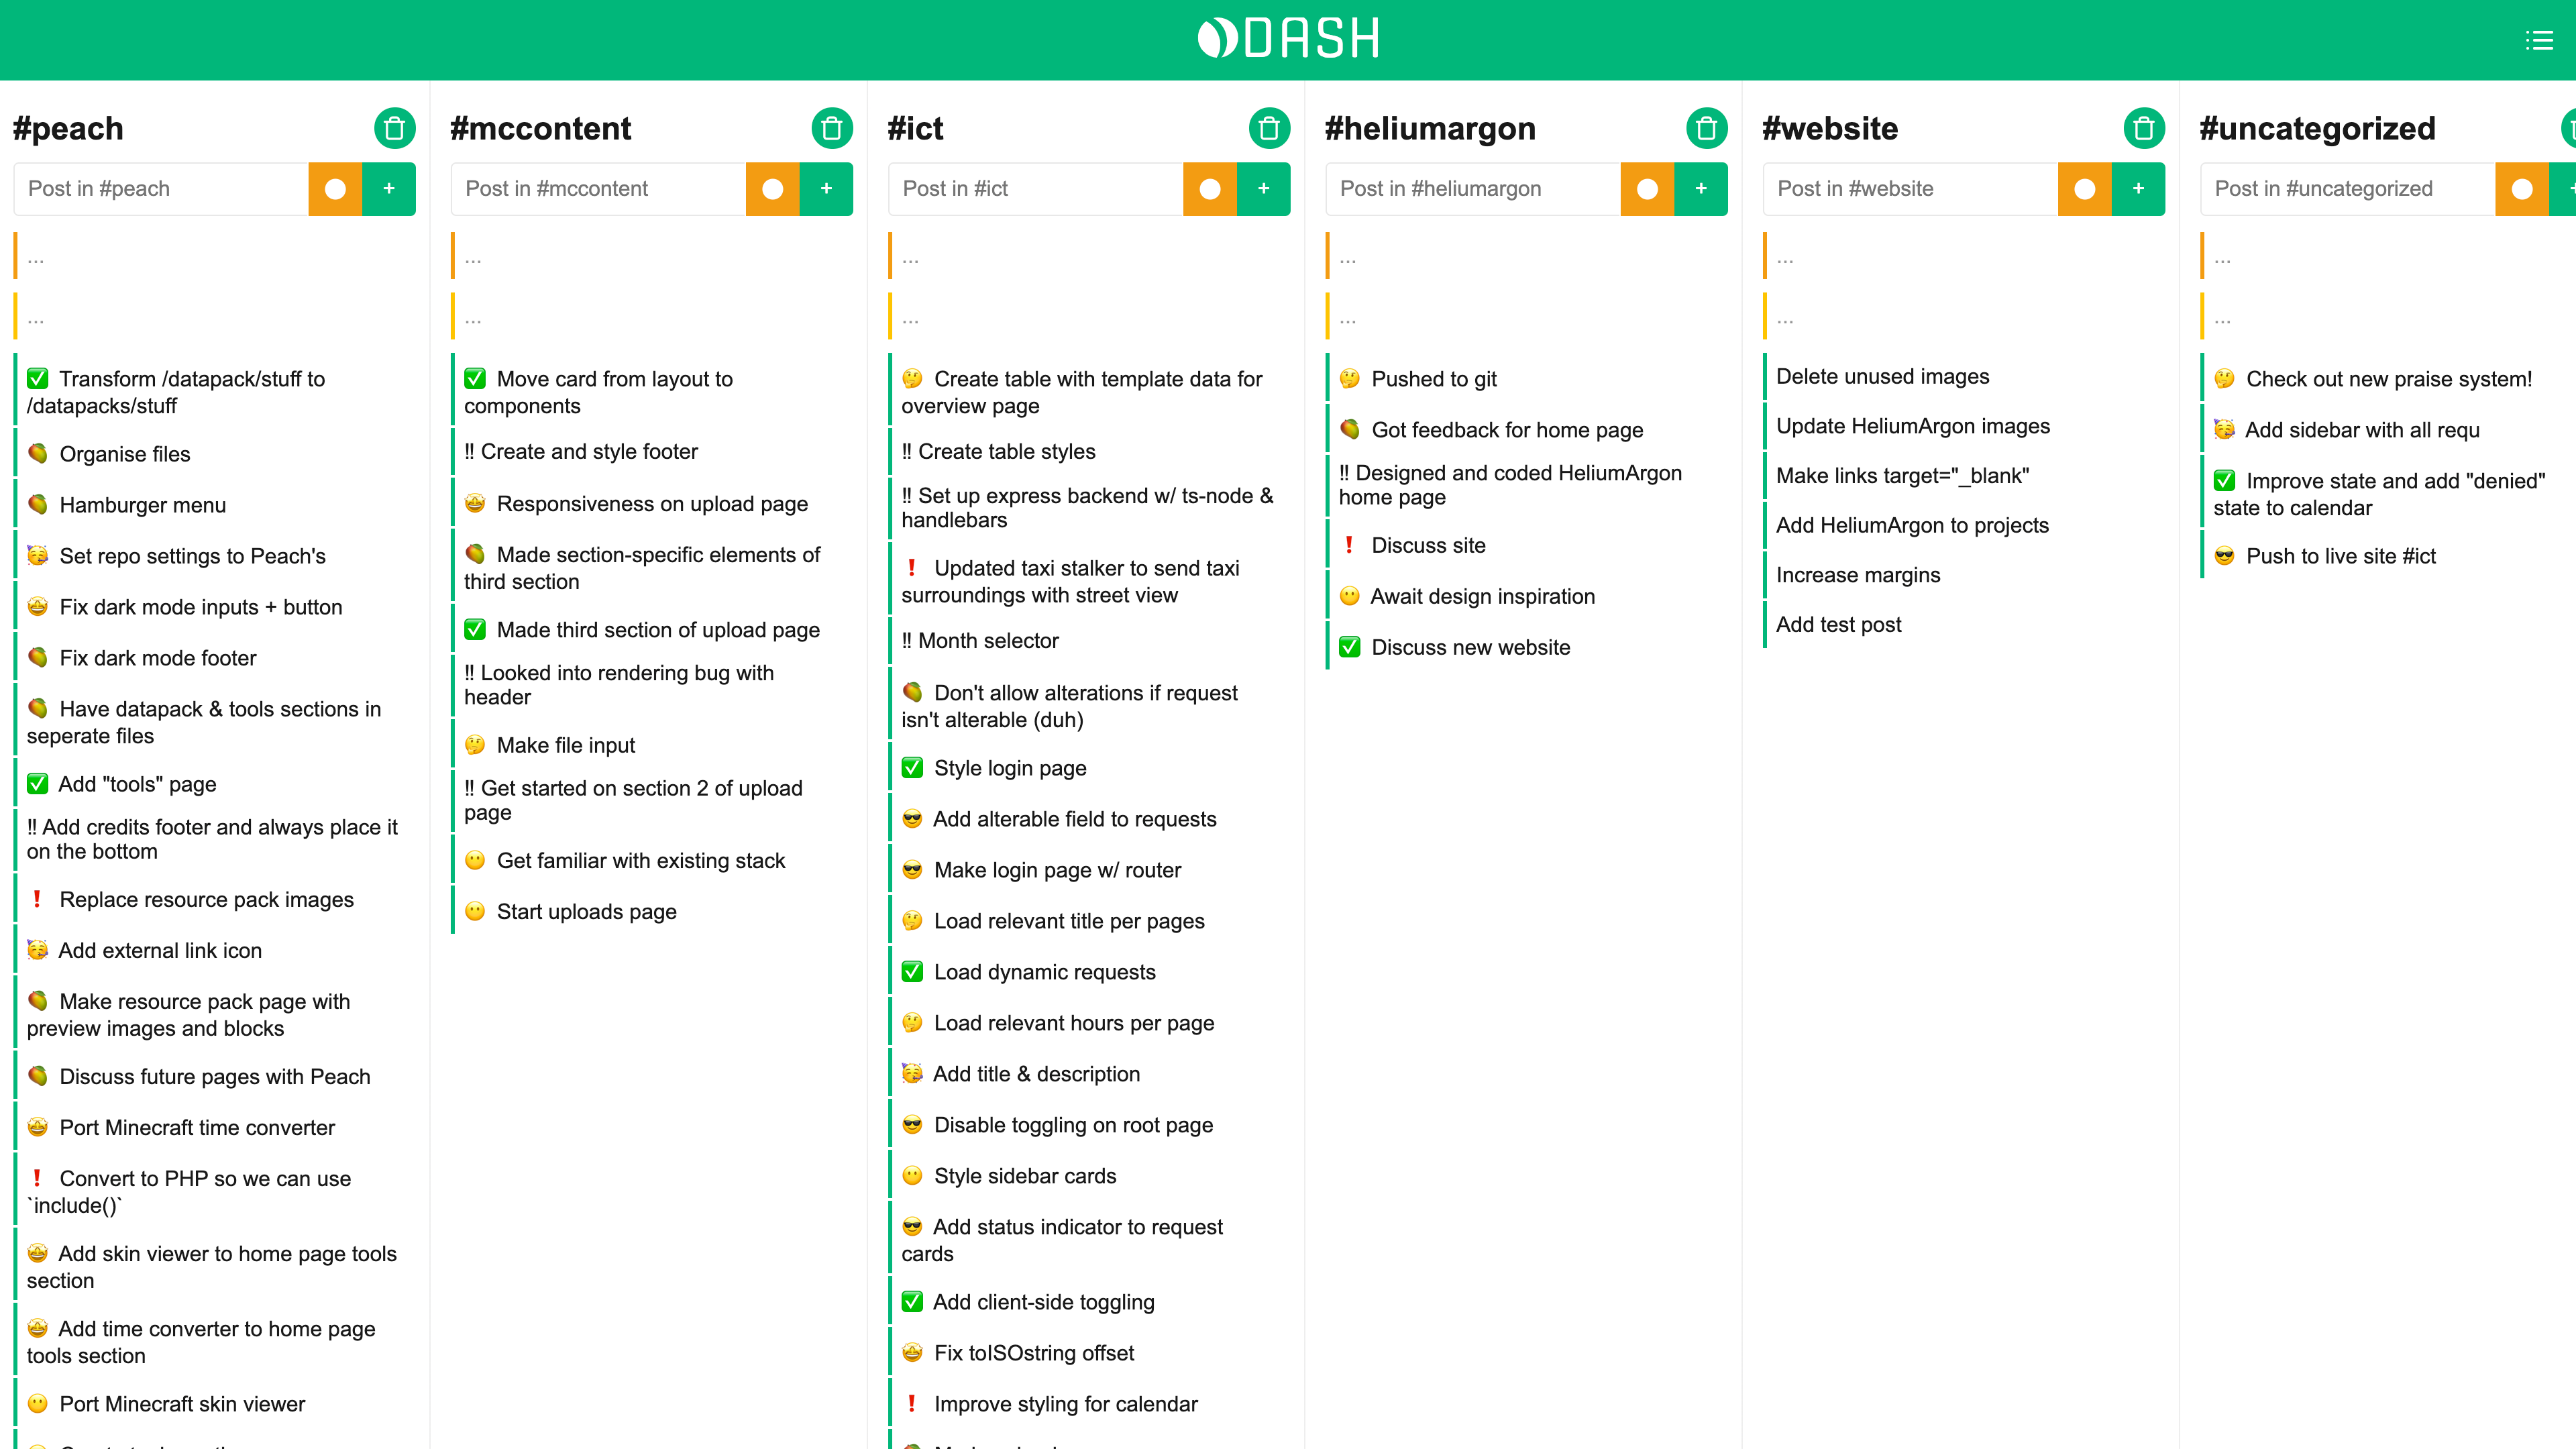 DASH
#peach
Post in #peach
+
...
...
✅ Transform /datapack/stuff to
/datapacks/stuff
🥭 Organise files
🥭 Hamburger menu
🥳 Set repo settings to Peach's
🤩 Fix dark mode inputs + button
🥭 Fix dark mode footer
🥭 Have datapack & tools sections in
seperate files
✅ Add "tools" page
‼ Add credits footer and always place it
on the bottom
❗ Replace resource pack images
🥳 Add external link icon
🥭 Make resource pack page with
preview images and blocks
🥭 Discuss future pages with Peach
🤩 Port Minecraft time converter
❗ Convert to PHP so we can use
`include()`
🤩 Add skin viewer to home page tools
section
🤩 Add time converter to home page
tools section
😶 Port Minecraft skin viewer
#mccontent
Post in #mccontent
+
...
...
✅ Move card from layout to
components
‼ Create and style footer
🤩 Responsiveness on upload page
🥭 Made section-specific elements of
third section
✅ Made third section of upload page
‼ Looked into rendering bug with
header
🤔 Make file input
‼ Get started on section 2 of upload
page
😶 Get familiar with existing stack
😶 Start uploads page
#ict
Post in #ict
+
...
...
🤔 Create table with template data for
overview page
‼ Create table styles
‼ Set up express backend w/ ts-node &
handlebars
❗ Updated taxi stalker to send taxi
surroundings with street view
‼ Month selector
🥭 Don't allow alterations if request
isn't alterable (duh)
✅ Style login page
😎 Add alterable field to requests
😎 Make login page w/ router
🤔 Load relevant title per pages
✅ Load dynamic requests
🤔 Load relevant hours per page
🥳 Add title & description
😎 Disable toggling on root page
😶 Style sidebar cards
😎 Add status indicator to request
cards
✅ Add client-side toggling
🤩 Fix toISOstring offset
❗ Improve styling for calendar
#heliumargon
Post in #heliumargon
+
...
...
🤔 Pushed to git
🥭 Got feedback for home page
‼ Designed and coded HeliumArgon
home page
❗ Discuss site
😶 Await design inspiration
✅ Discuss new website
#website
Post in #website
+
...
...
Delete unused images
Update HeliumArgon images
Make links target="_blank"
Add HeliumArgon to projects
Increase margins
Add test post
#uncategorized
Post in #uncategorized
...
...
🤔 Check out new praise system!
🥳 Add sidebar with all requ
✅ Improve state and add "denied"
state to calendar
😎 Push to live site #ict